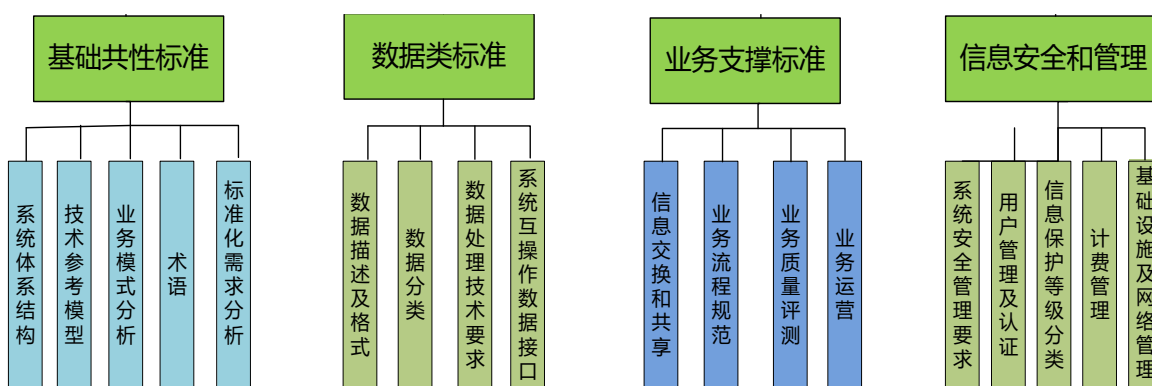 基础共性标准
数据类标准
业务支撑标准
信息安全和管理
系统体系结构
技术参考模型
业务模式分析
术语
标准化需求分析
数据描述及格式
数据分类
数据处理技术要求
系统互操作数据接口
信息交换和共享
业务流程规范
业务质量评测
业务运营
系统安全管理要求
用户管理及认证
信息保护等级分类
计费管理
基础设施及网络管理